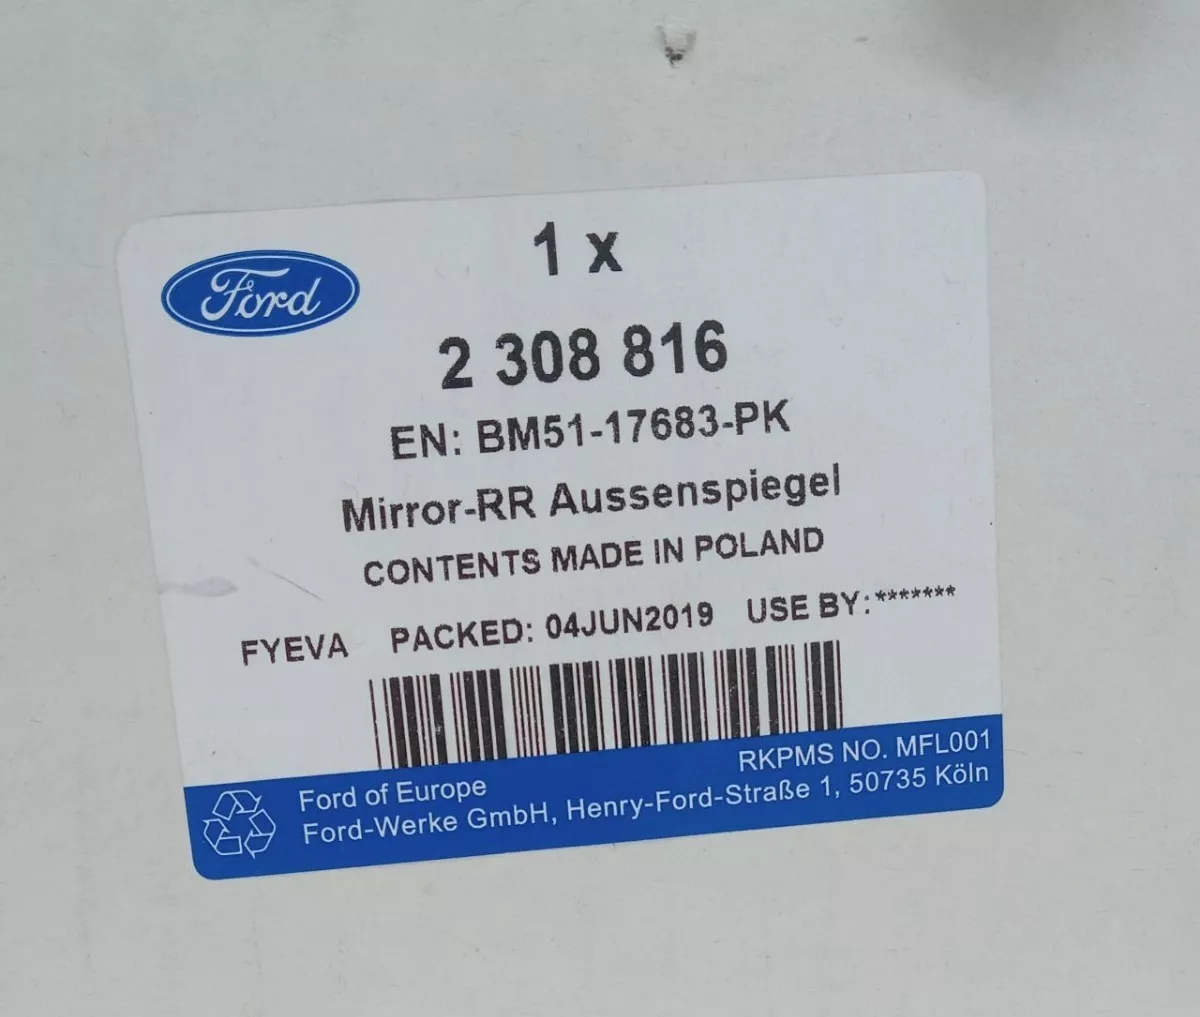 Ford
1 x
2 308 816
EN: BM51-17683-PK
Mirror-RR Aussenspiegel
CONTENTS MADE IN POLAND
FYEVA PACKED: 04JUN2019 USE BY:*******
RKPMS NO. MFL001
Ford of Europe
Ford-Werke GmbH, Henry-Ford-Straße 1, 50735 Köln